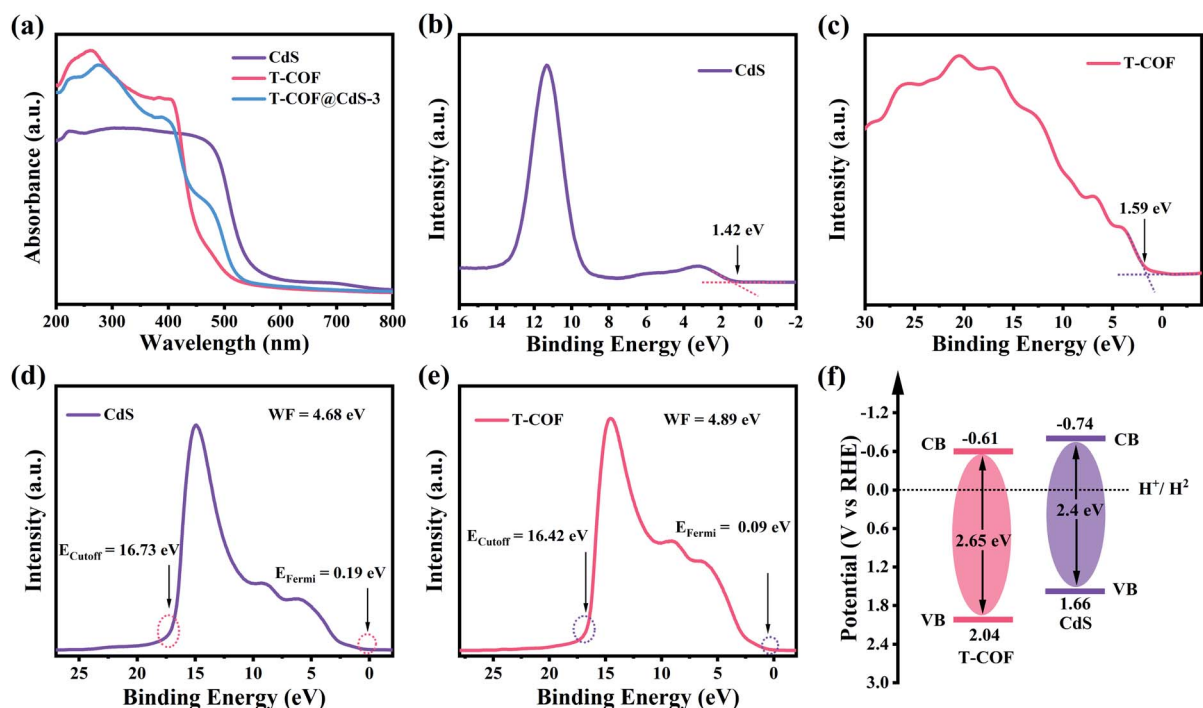 (a)
CdS
T-COF
T-COF@CdS-3
Absorbance (a.u.)
200 300 400 500 600 700 800
Wavelength (nm)
(b)
CdS
1.42 eV
Intensity (a.u.)
16 14 12 10 8 6 4 2 0 -2
Binding Energy (eV)
(c)
T-COF
1.59 eV
Intensity (a.u.)
30 25 20 15 10 5 0
Binding Energy (eV)
(d)
CdS
WF = 4.68 eV
ECutoff = 16.73 eV
EFermi = 0.19 eV
Intensity (a.u.)
25 20 15 10 5 0
Binding Energy (eV)
(e)
T-COF
WF = 4.89 eV
ECutoff = 16.42 eV
EFermi = 0.09 eV
Intensity (a.u.)
25 20 15 10 5 0
Binding Energy (eV)
(f)
Potential (V vs RHE)
-1.2
-0.6
0.0
0.6
1.2
1.8
2.4
3.0
-0.61
-0.74
CB
CB
H+/ H2
2.65 eV
2.4 eV
VB
VB
1.66
CdS
2.04
T-COF